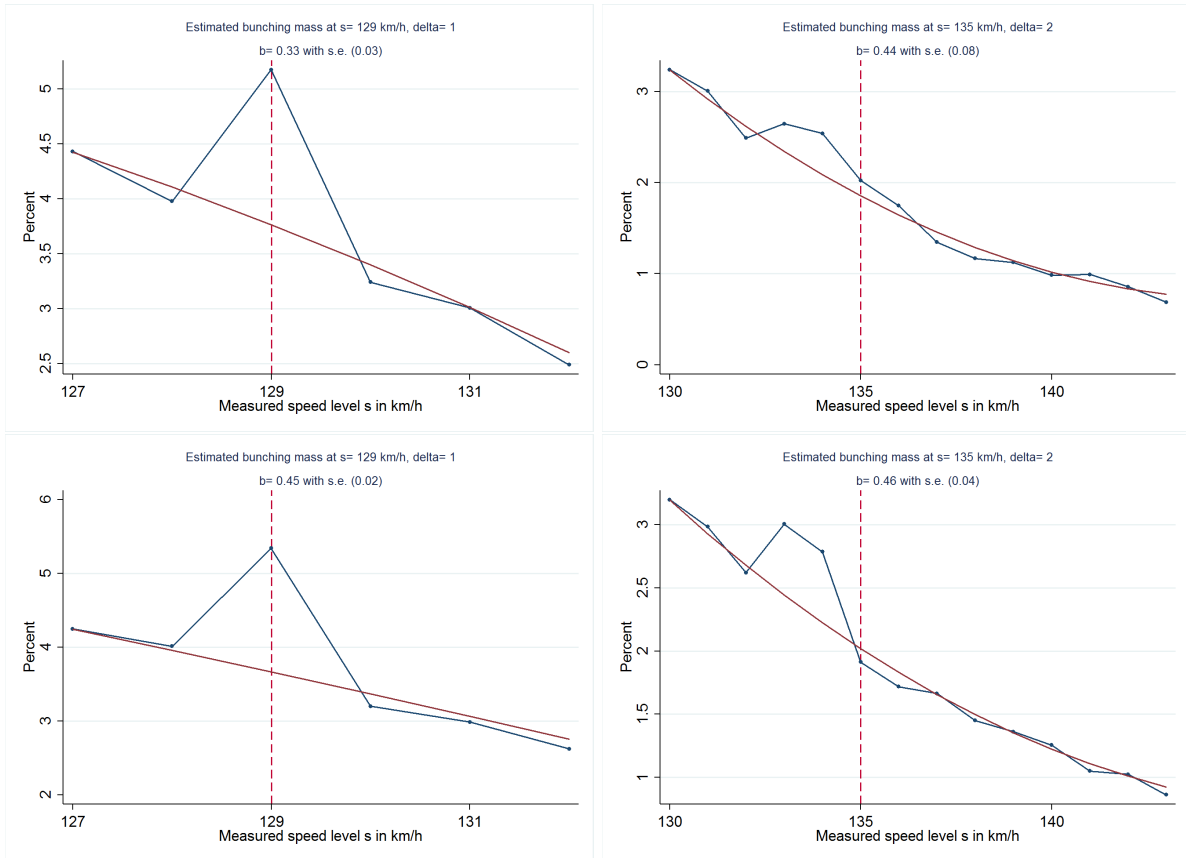 Estimated bunching mass at s= 129 km/h, delta= 1
b= 0.33 with s.e. (0.03)
Percent
5
4.5
4
3.5
3
2.5
127
129
131
Measured speed level s in km/h
Estimated bunching mass at s= 135 km/h, delta= 2
b= 0.44 with s.e. (0.08)
Percent
3
2
1
0
130
135
140
Measured speed level s in km/h
Estimated bunching mass at s= 129 km/h, delta= 1
b= 0.45 with s.e. (0.02)
Percent
6
5
4
3
2
127
129
131
Measured speed level s in km/h
Estimated bunching mass at s= 135 km/h, delta= 2
b= 0.46 with s.e. (0.04)
Percent
3
2.5
2
1.5
1
130
135
140
Measured speed level s in km/h